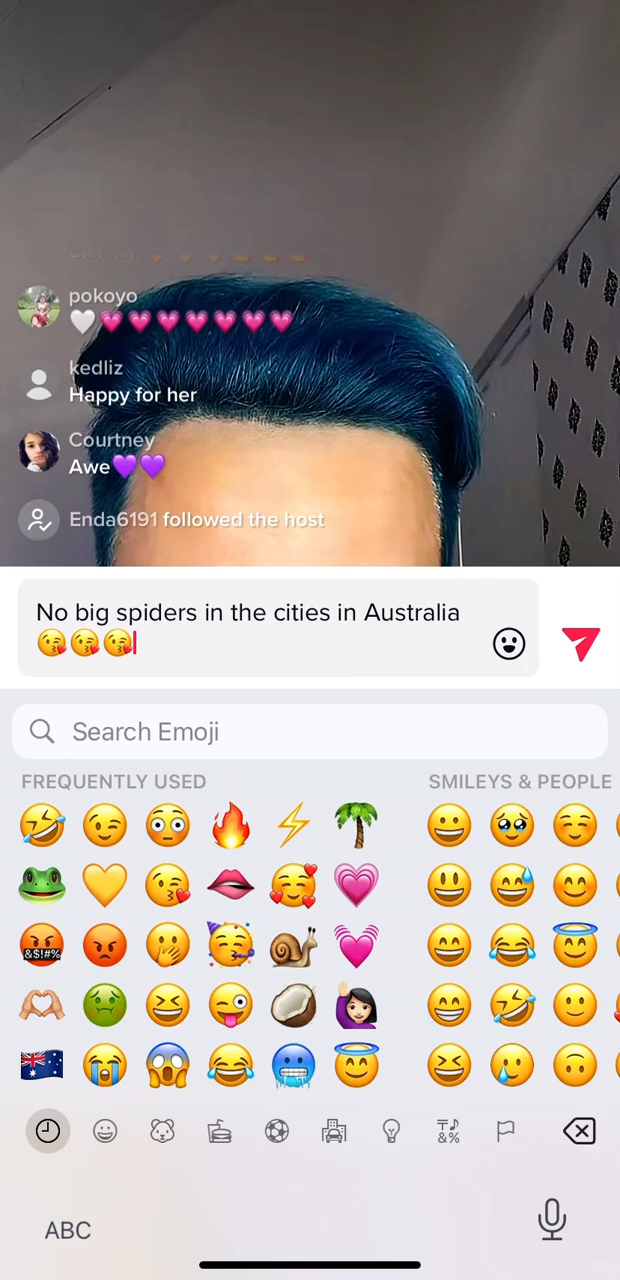 pokoyo
🤍💗💗💗💗💗💗💗
kedliz
Happy for her
Courtney
Awe💜💜
Enda6191 followed the host
No big spiders in the cities in Australia
😘😘😘
Search Emoji
FREQUENTLY USED
SMILEYS & PEOPLE
&$!#%
ABC